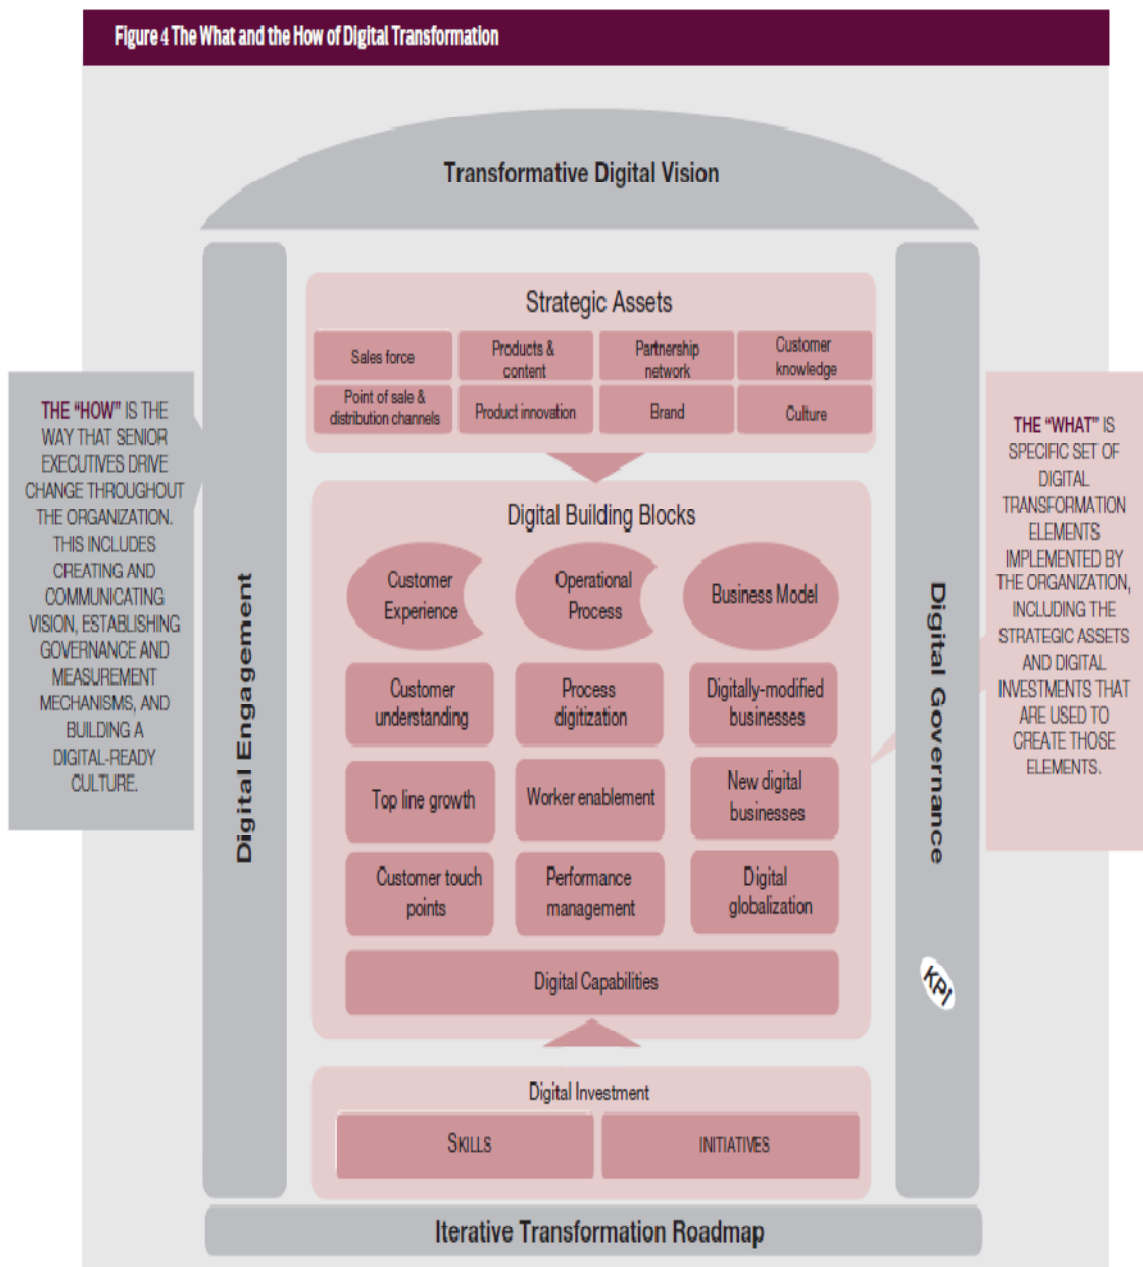 Figure 4 The What and the How of Digital Transformation
Transformative Digital Vision
THE "HOW" IS THE
WAY THAT SENIOR
EXECUTIVES DRIVE
CHANGE THROUGHOUT
THE ORGANIZATION.
THIS INCLUDES
CREATING AND
COMMUNICATING
VISION, ESTABLISHING
GOVERNANCE AND
MEASUREMENT
MECHANISMS, AND
BUILDING A
DIGITAL-READY
CULTURE.
Digital Engagement
Strategic Assets
Sales force
Products &
content
Partnership
network
Customer
knowledge
Point of sale &
distribution channels
Product innovation
Brand
Culture
Digital Building Blocks
Customer
Experience
Operational
Process
Business Model
Customer
understanding
Process
digitization
Digitally-modified
businesses
Top line growth
Worker enablement
New digital
businesses
Customer touch
points
Performance
management
Digital
globalization
Digital Capabilities
Digital Investment
SKILLS
INITIATIVES
Digital Governance
KPI
THE "WHAT" IS
SPECIFIC SET OF
DIGITAL
TRANSFORMATION
ELEMENTS
IMPLEMENTED BY
THE ORGANIZATION,
INCLUDING THE
STRATEGIC ASSETS
AND DIGITAL
INVESTMENTS THAT
ARE USED TO
CREATE THOSE
ELEMENTS.
Iterative Transformation Roadmap